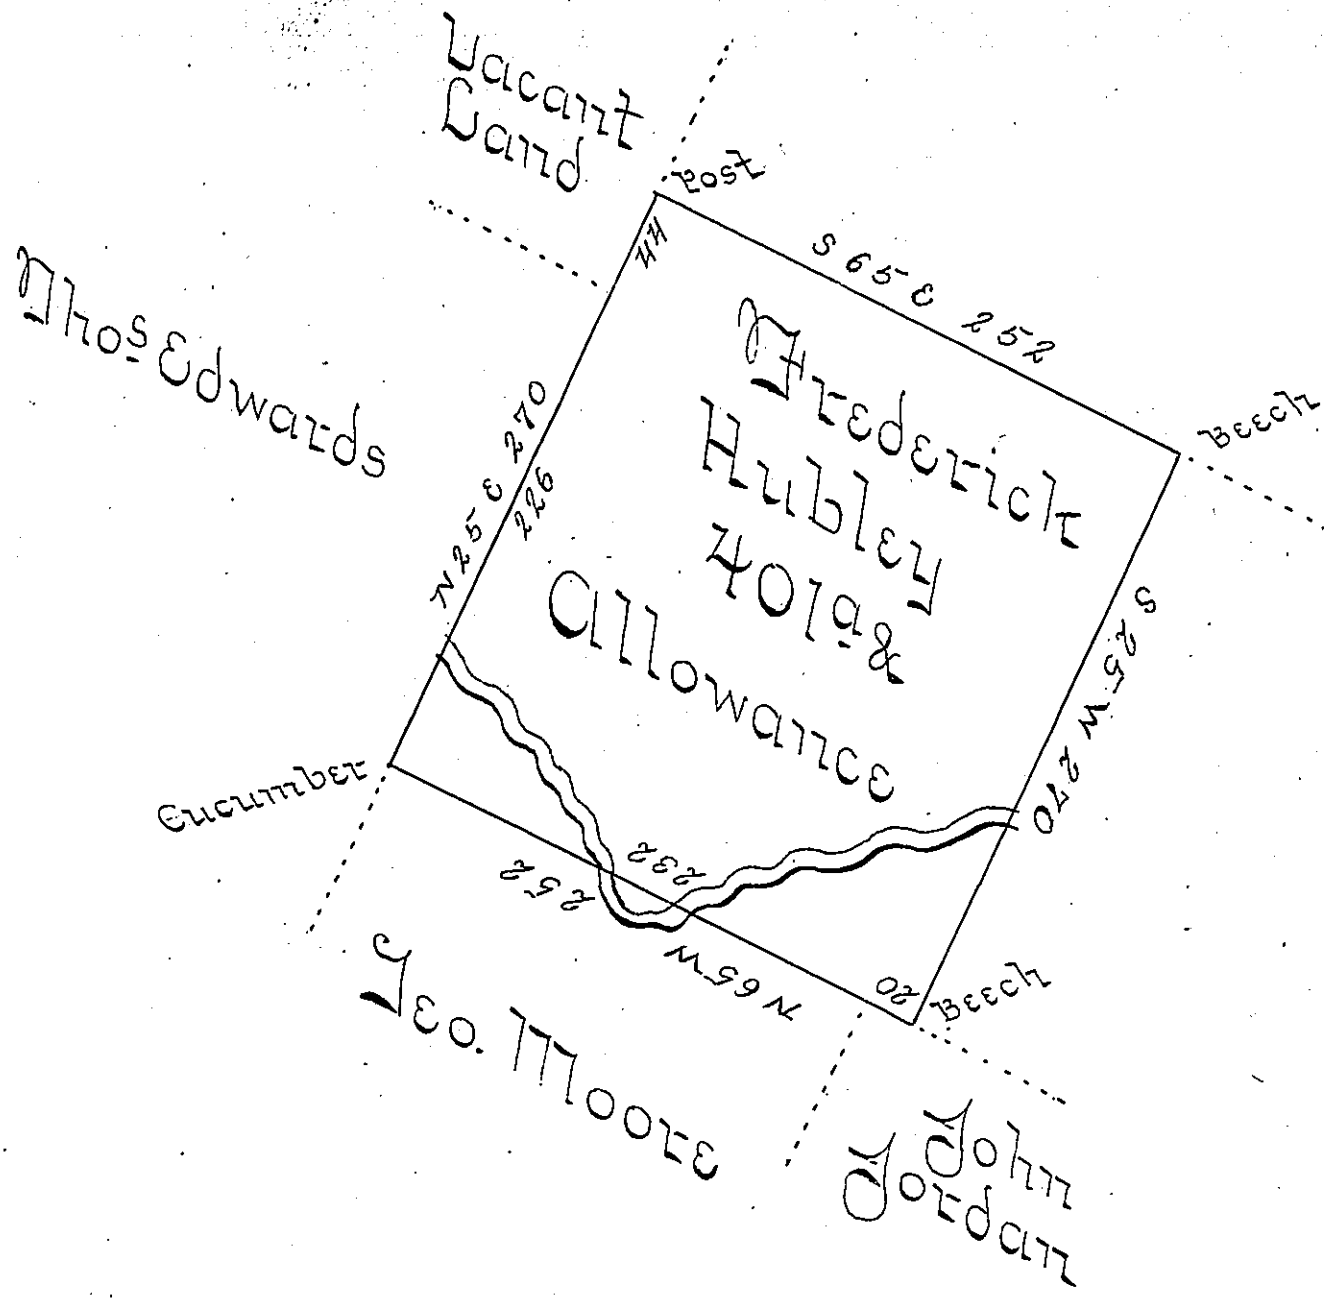 Vacant
Land
Post
44
S 65 E 252
Thos Edwards
Frederick
Hubley
401a &
Allowance
Beech
N 25 E 270
226
S 25 W 270
Cucumber
232
252
N 65 W
20
Beech
Geo. Moore
John
Jordan